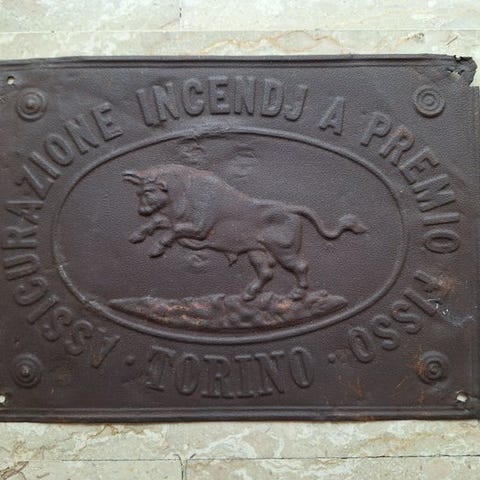 ASSICURAZIONE INCENDJ A PREMIO FISSO
· TORINO ·